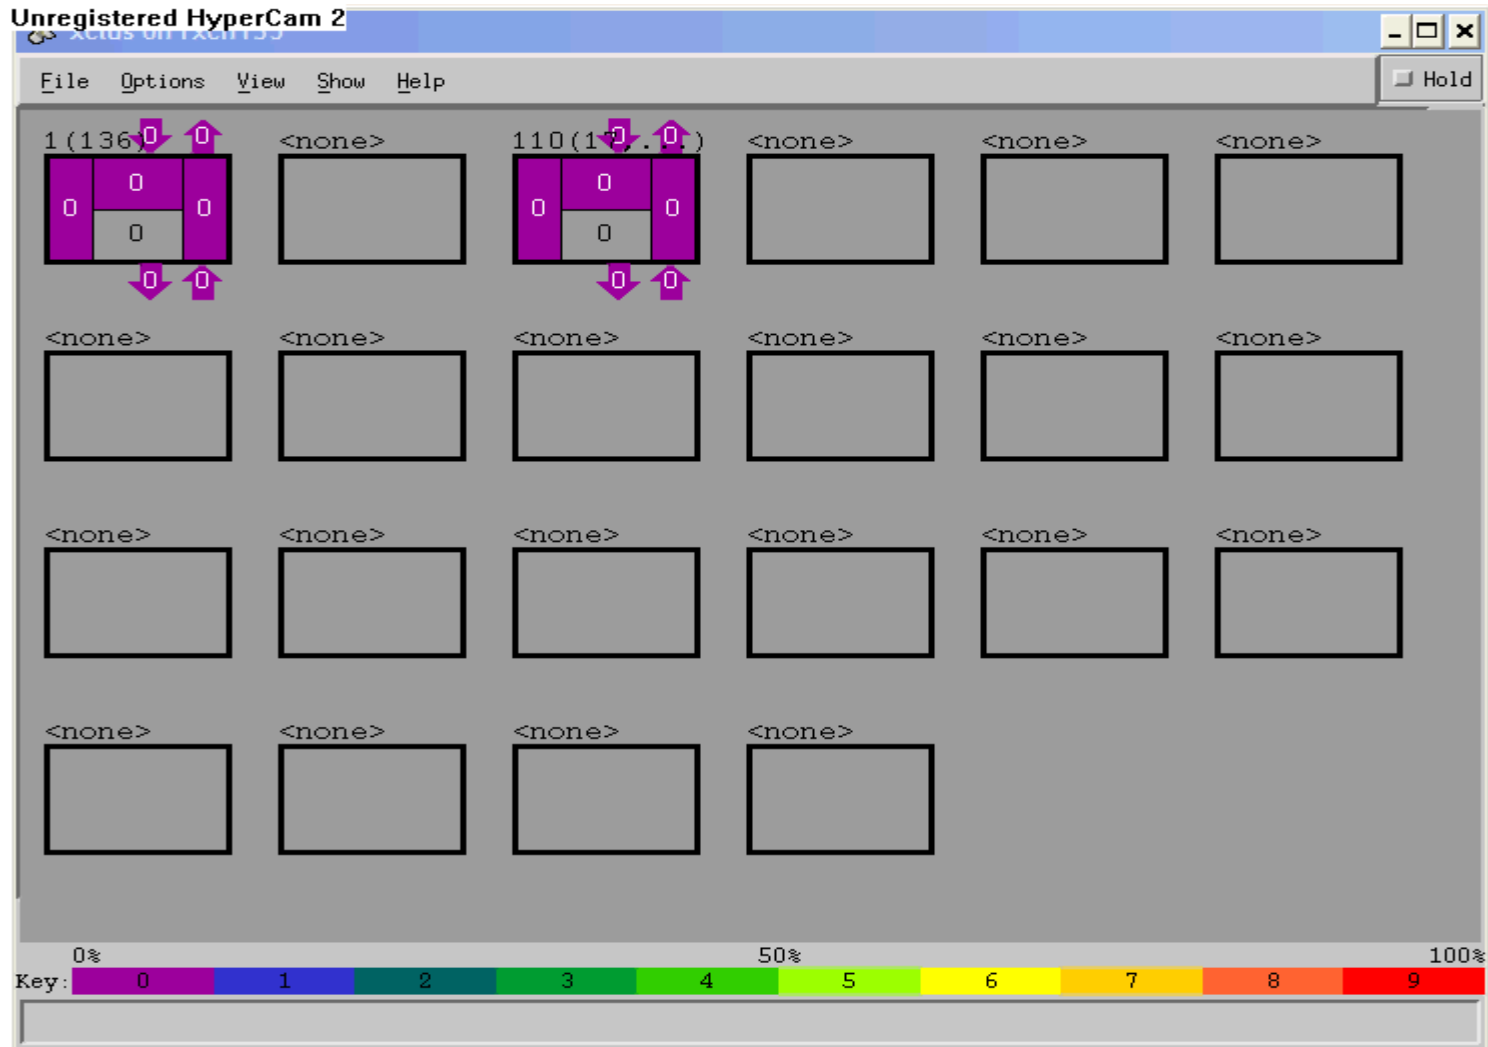 Unregistered HyperCam 2
File Options View Show Help Hold
1(136) <none> 110(17,...) <none> <none> <none>
0 0 0 0
0 0
0 0 0 0
0 0
0 0 0 0
<none> <none> <none> <none> <none> <none>
<none> <none> <none> <none> <none> <none>
<none> <none> <none> <none>
0% 50% 100%
Key: 0 1 2 3 4 5 6 7 8 9